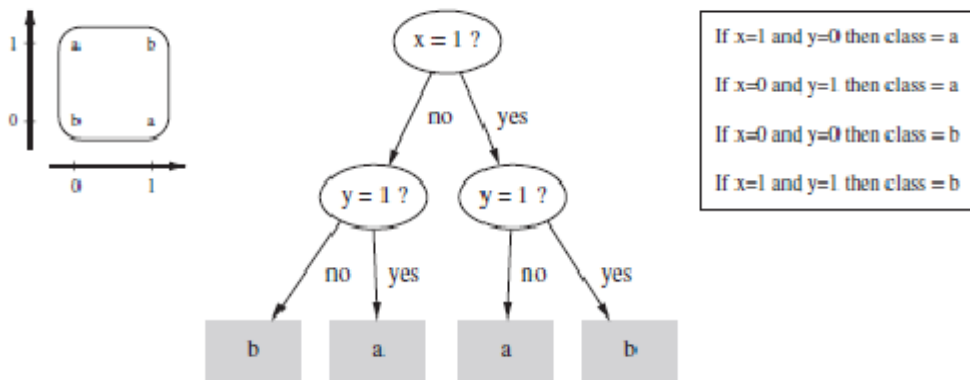 1
a
b
0
b
a
0
1
x = 1 ?
no
yes
y = 1 ?
y = 1 ?
no
yes
no
yes
b
a
a
b
If x=1 and y=0 then class = a
If x=0 and y=1 then class = a
If x=0 and y=0 then class = b
If x=1 and y=1 then class = b